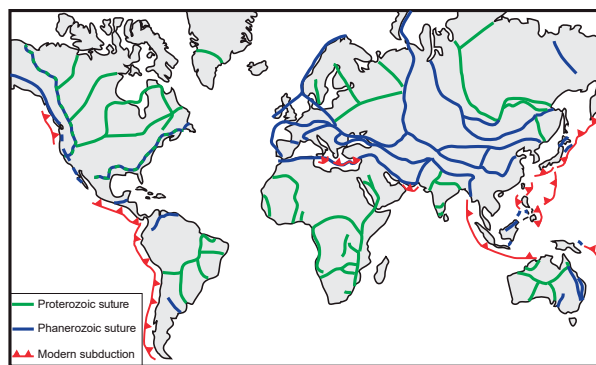 Proterozoic suture
Phanerozoic suture
Modern subduction